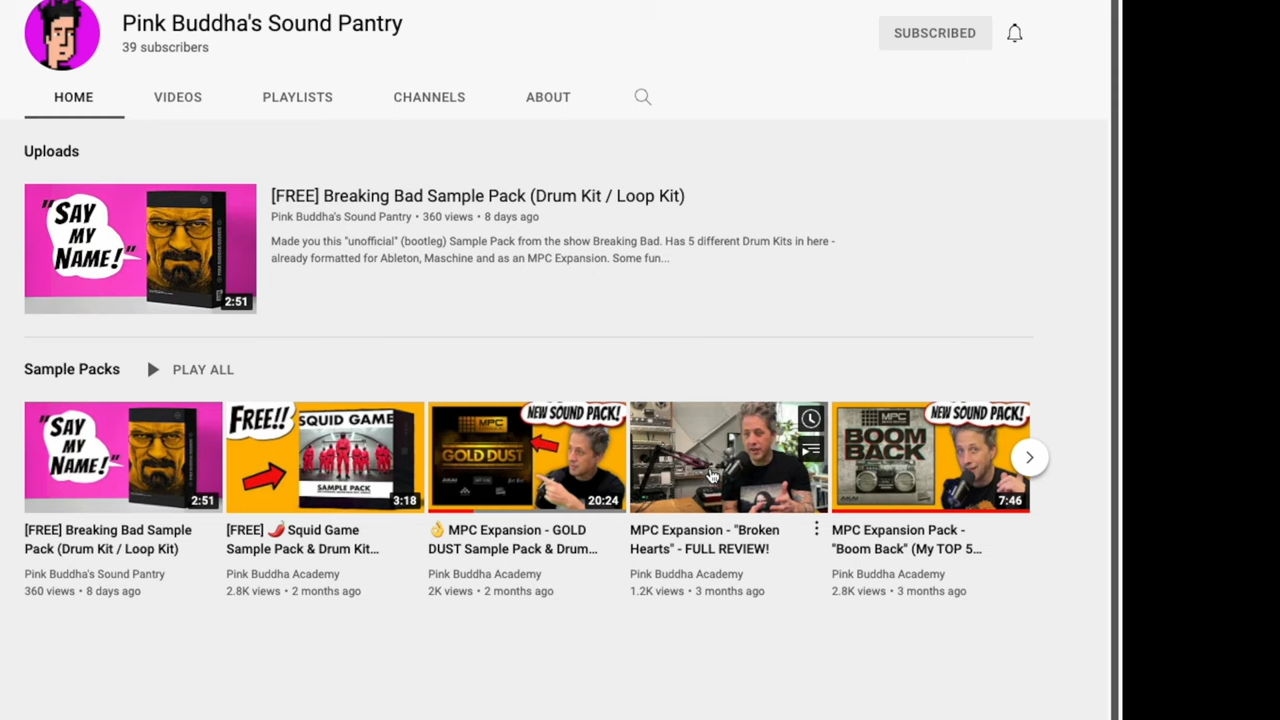 Pink Buddha's Sound Pantry
39 subscribers
SUBSCRIBED
HOME
VIDEOS
PLAYLISTS
CHANNELS
ABOUT
Uploads
"SAY
MY
NAME!"
2:51
[FREE] Breaking Bad Sample Pack (Drum Kit / Loop Kit)
Pink Buddha's Sound Pantry • 360 views • 8 days ago
Made you this "unofficial" (bootleg) Sample Pack from the show Breaking Bad. Has 5 different Drum Kits in here -
already formatted for Ableton, Maschine and as an MPC Expansion. Some fun...
Sample Packs
PLAY ALL
"SAY
MY
NAME!"
2:51
[FREE] Breaking Bad Sample
Pack (Drum Kit / Loop Kit)
Pink Buddha's Sound Pantry
360 views • 8 days ago
FREE!!
SQUID GAME
SAMPLE PACK
3:18
[FREE] 🌶️ Squid Game
Sample Pack & Drum Kit...
Pink Buddha Academy
2.8K views • 2 months ago
NEW SOUND PACK!
MPC
GOLD DUST
20:24
👌 MPC Expansion - GOLD
DUST Sample Pack & Drum...
Pink Buddha Academy
2K views • 2 months ago
MPC Expansion - "Broken
Hearts" - FULL REVIEW!
Pink Buddha Academy
1.2K views • 3 months ago
NEW SOUND PACK!
MPC
BOOM
BACK
AKAI
7:46
MPC Expansion Pack -
"Boom Back" (My TOP 5...
Pink Buddha Academy
2.8K views • 3 months ago